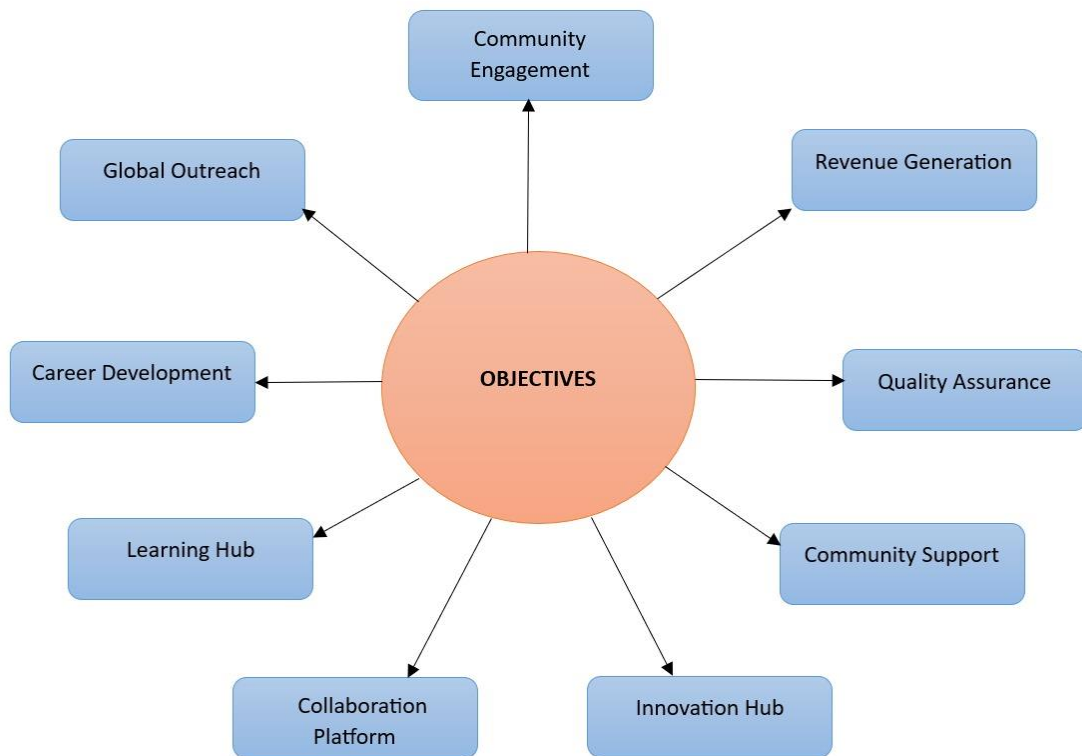 Community
Engagement
Global Outreach
Revenue Generation
Career Development
OBJECTIVES
Quality Assurance
Learning Hub
Community Support
Collaboration
Platform
Innovation Hub